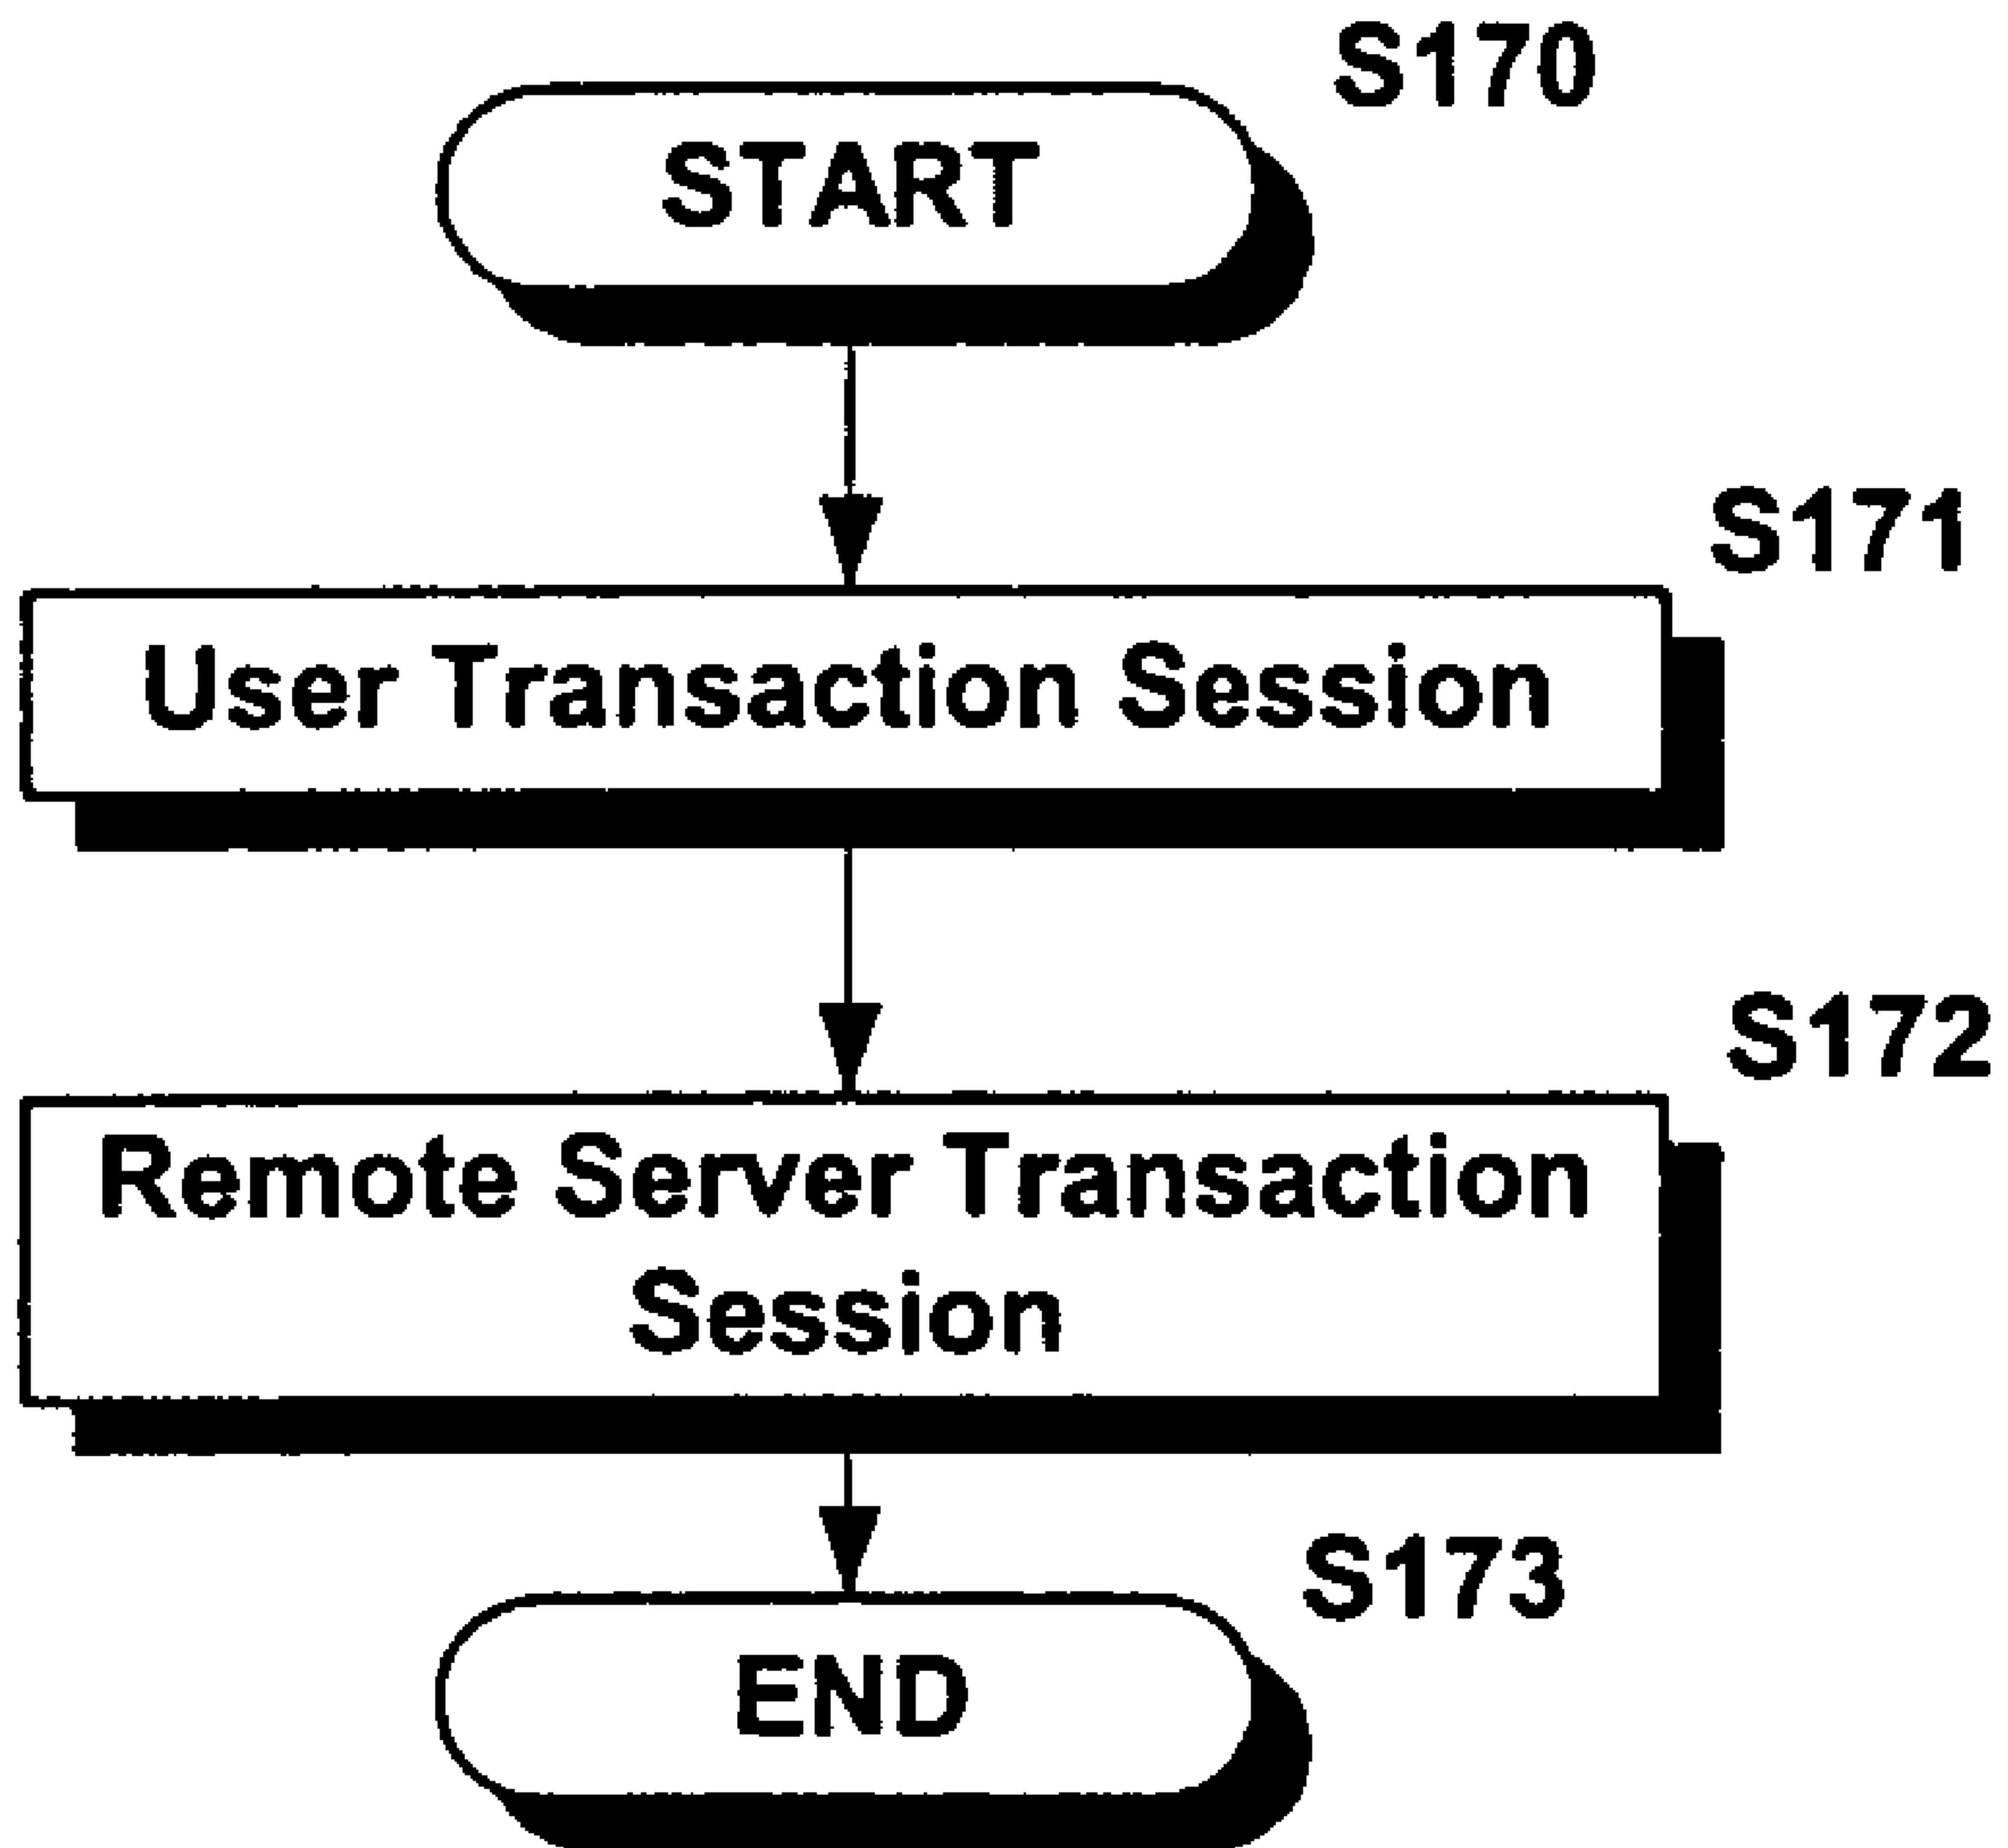 S170
START
S171
User Transaction Session
S172
Remote Server Transaction
Session
S173
END